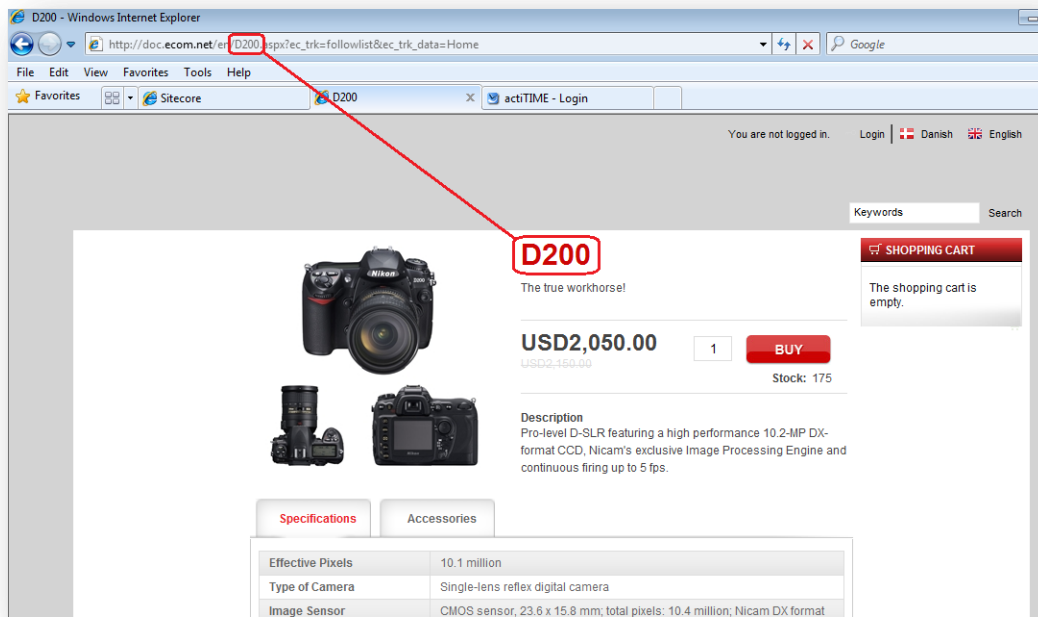 D200 - Windows Internet Explorer
http://doc.ecom.net/en/D200.aspx?ec_trk=followlist&ec_trk_data=Home
Google
File Edit View Favorites Tools Help
Favorites Sitecore D200 actiTIME - Login
You are not logged in. Login Danish English
Keywords Search
SHOPPING CART
The shopping cart is
empty.
Nikon
D200
D200
The true workhorse!
USD2,050.00 1 BUY
USD2,150.00
Stock: 175
Description
Pro-level D-SLR featuring a high performance 10.2-MP DX-
format CCD, Nicam's exclusive Image Processing Engine and
continuous firing up to 5 fps.
Specifications Accessories
Effective Pixels 10.1 million
Type of Camera Single-lens reflex digital camera
Image Sensor CMOS sensor, 23.6 x 15.8 mm; total pixels: 10.4 million; Nicam DX format